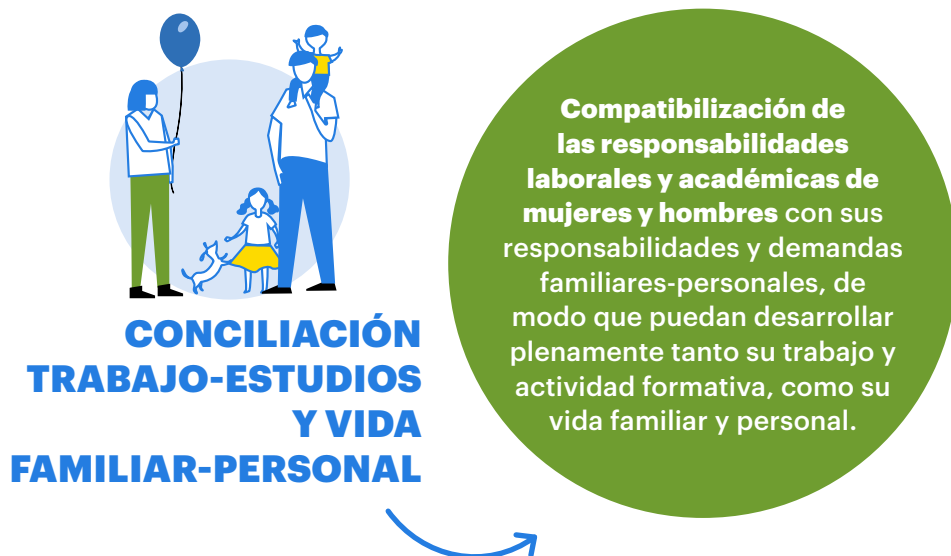 CONCILIACIÓN
TRABAJO-ESTUDIOS
Y VIDA
FAMILIAR-PERSONAL
Compatibilización de
las responsabilidades
laborales y académicas de
mujeres y hombres con sus
responsabilidades y demandas
familiares-personales, de
modo que puedan desarrollar
plenamente tanto su trabajo y
actividad formativa, como su
vida familiar y personal.